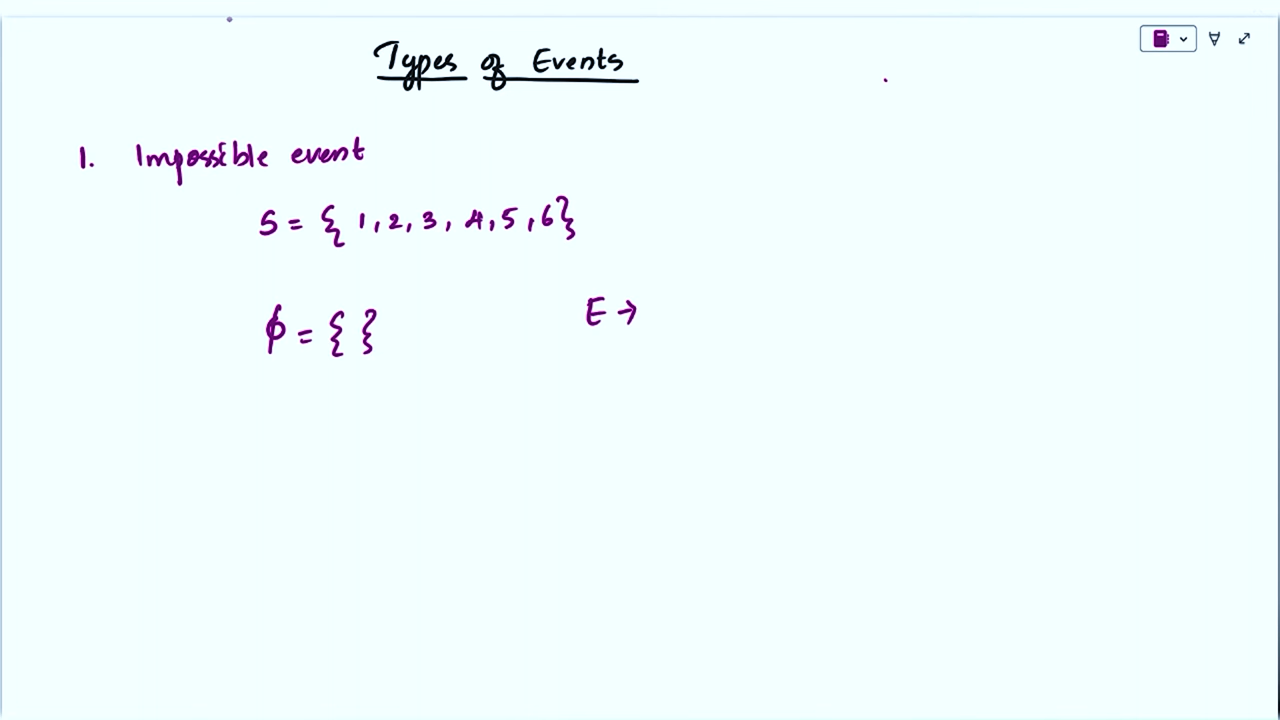 Types of Events
1. Impossible event
S = { 1, 2, 3, 4, 5, 6}
ϕ = { } E →